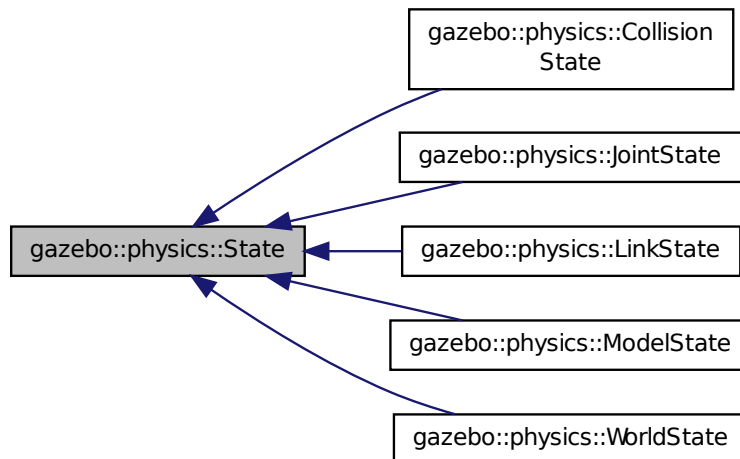 gazebo::physics::Collision
State
gazebo::physics::JointState
gazebo::physics::State
gazebo::physics::LinkState
gazebo::physics::ModelState
gazebo::physics::WorldState